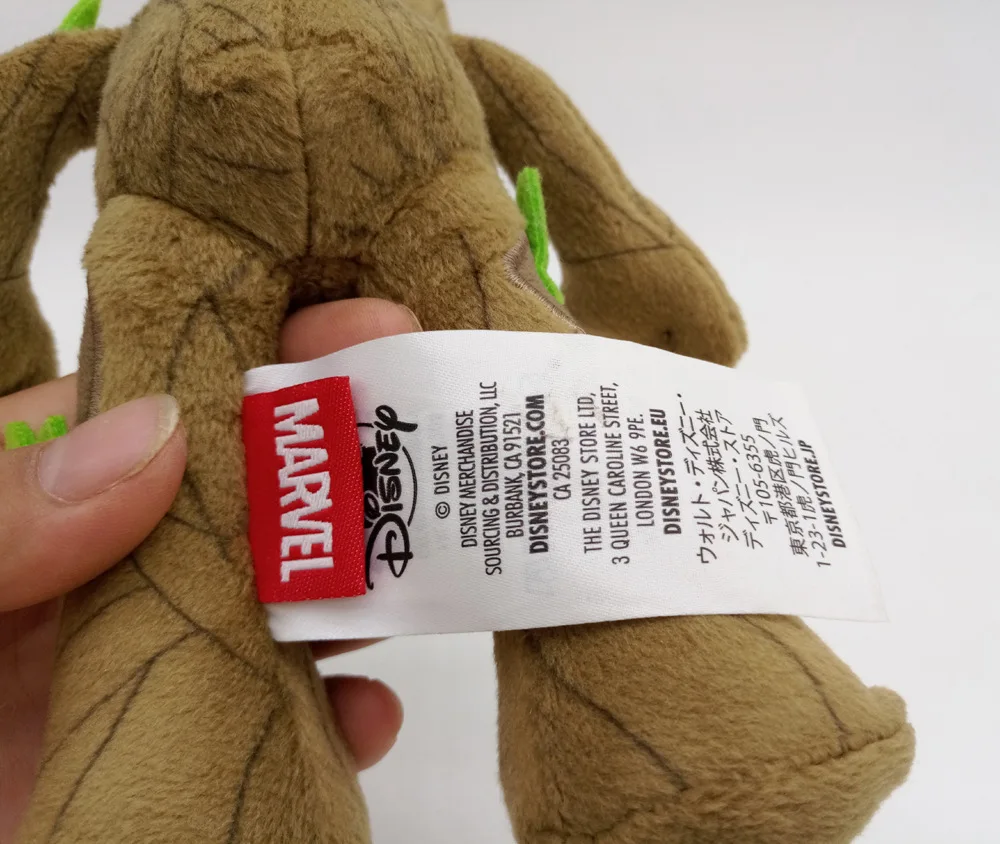 MARVEL
Disney
© DISNEY
DISNEY MERCHANDISE
SOURCING & DISTRIBUTION, LLC
BURBANK, CA 91521
DISNEYSTORE.COM
CA 25083
THE DISNEY STORE LTD,
3 QUEEN CAROLINE STREET,
LONDON W6 9PE.
DISNEYSTORE.EU
ウォルト・ディズニー・
ジャパン株式会社
ディズニー・ストア
〒105-6355
東京都港区虎ノ門
1-23-1虎ノ門ヒルズ
DISNEYSTORE.JP